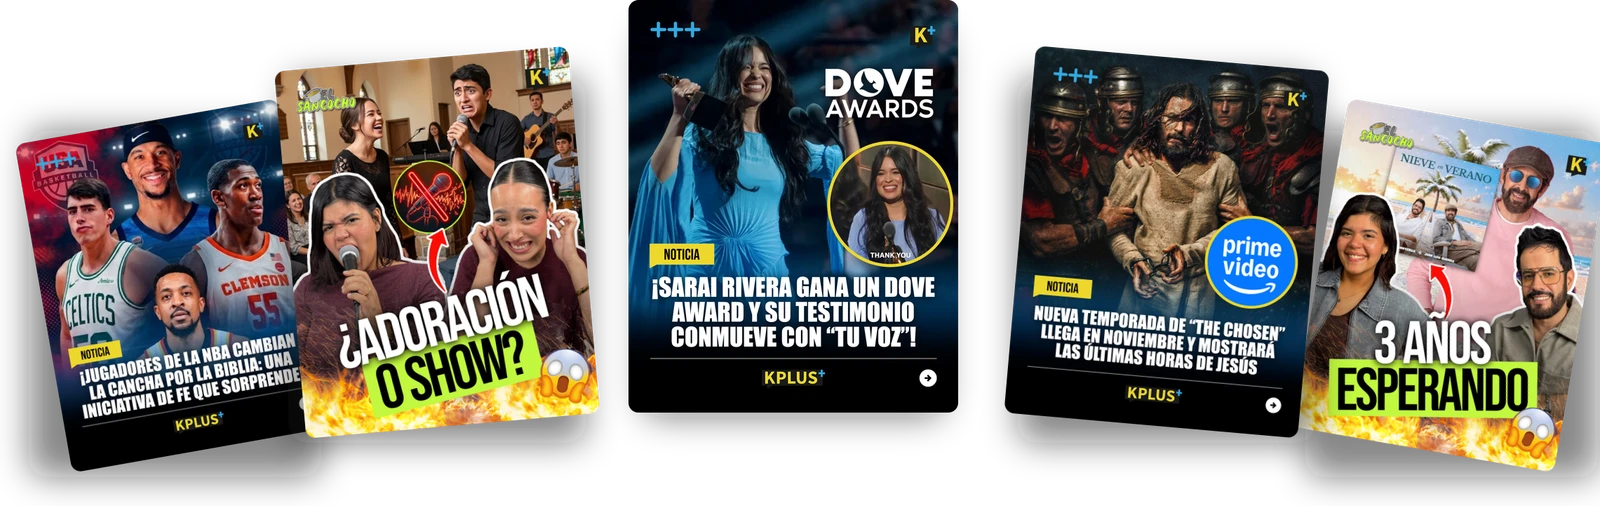 K+
USA
BASKETBALL
CELTICS
CLEMSON
55
NOTICIA
¡JUGADORES DE LA NBA CAMBIAN
LA CANCHA POR LA BIBLIA: UNA
INICIATIVA DE FE QUE SORPRENDE
KPLUS+
EL
SANCOCHO
K+
¿ADORACIÓN
O SHOW?
+++
K+
DOVE
AWARDS
THANK YOU
NOTICIA
¡SARAI RIVERA GANA UN DOVE
AWARD Y SU TESTIMONIO
CONMUEVE CON “TU VOZ”!
KPLUS+
+++
K+
prime
video
NOTICIA
NUEVA TEMPORADA DE “THE CHOSEN”
LLEGA EN NOVIEMBRE Y MOSTRARÁ
LAS ÚLTIMAS HORAS DE JESÚS
KPLUS+
SANCOCHO
K+
NIEVE EN VERANO
3 AÑOS
ESPERANDO